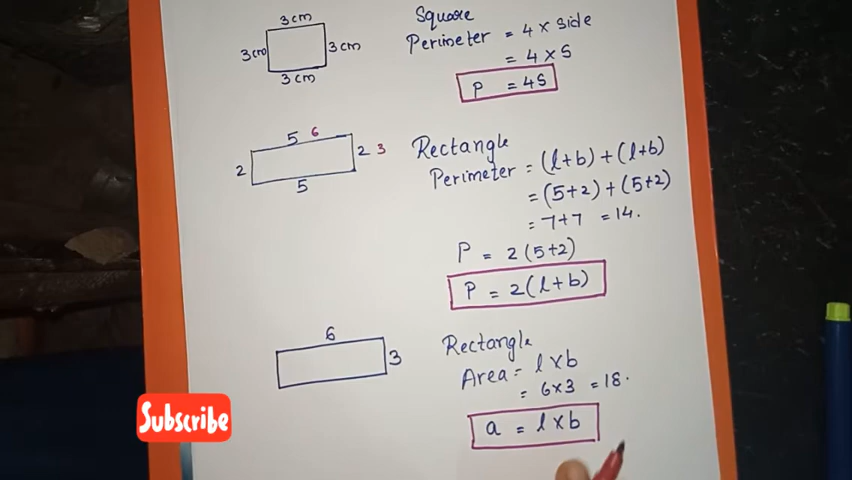 3cm
3cm
3cm
3cm
Square
Perimeter = 4 x side
= 4 x S
P = 4S
5 6
2
2 3
5
Rectangle
Perimeter = (l+b) + (l+b)
= (5+2) + (5+2)
= 7+7 = 14.
P = 2(5+2)
P = 2(l+b)
6
3
Rectangle
Area = l x b
= 6x3 = 18.
a = l x b
Subscribe